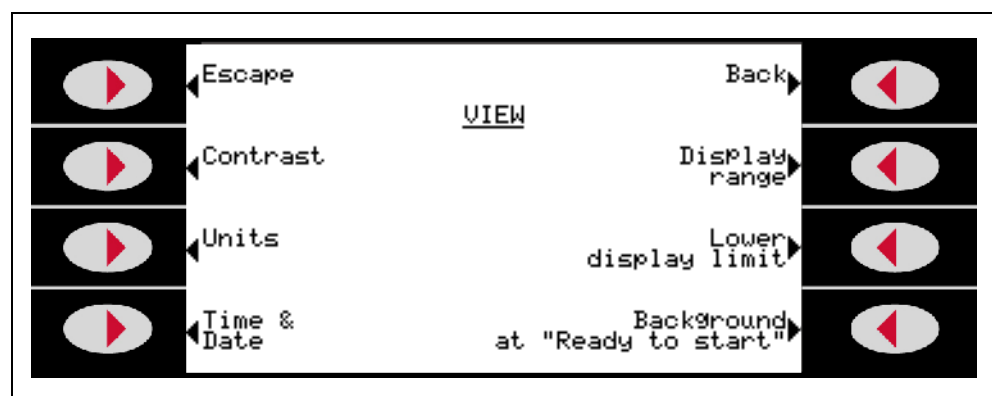 Escape
Back
VIEW
Contrast
Display
range
Units
Lower
display limit
Time &
Date
Background
at "Ready to start"